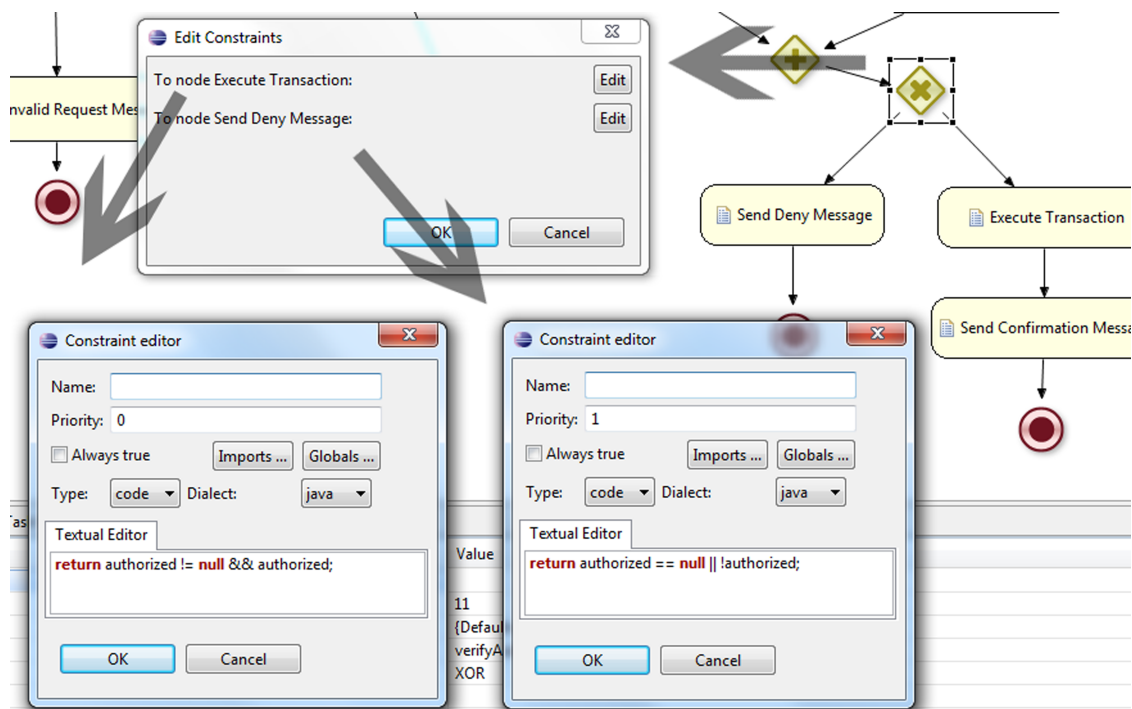 Edit Constraints
To node Execute Transaction:
Edit
To node Send Deny Message:
Edit
OK
Cancel
nvalid Request Mes
Send Deny Message
Execute Transaction
Send Confirmation Messa
Constraint editor
Name:
Priority: 0
Always true
Imports ...
Globals ...
Type: code Dialect: java
Textual Editor
return authorized != null && authorized;
OK
Cancel
Constraint editor
Name:
Priority: 1
Always true
Imports ...
Globals ...
Type: code Dialect: java
Textual Editor
return authorized == null || !authorized;
OK
Cancel
Tas
Value
11
{Defaul
verifyA
XOR